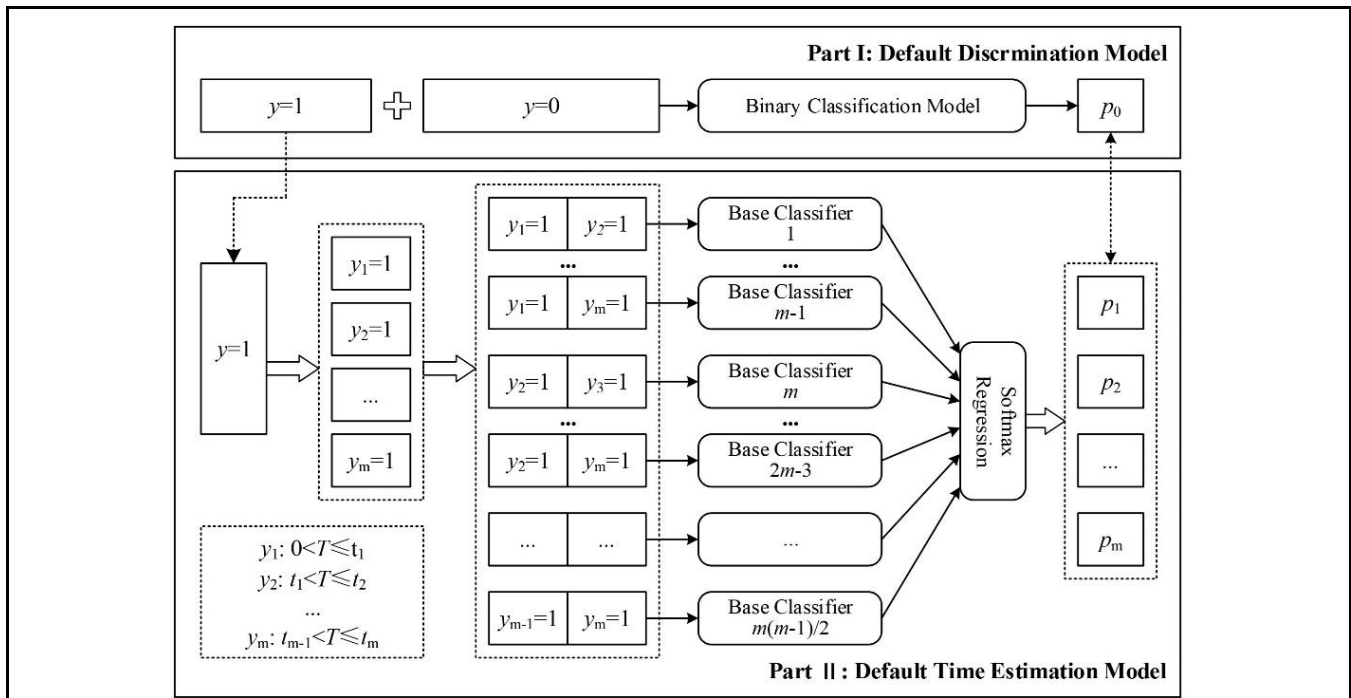 Part I: Default Discrmination Model
y=1
y=0
Binary Classification Model
p0
y=1
y1=1
y2=1
...
ym=1
y1=1 y2=1
...
y1=1 ym=1
y2=1 y3=1
...
y2=1 ym=1
... ...
ym-1=1 ym=1
Base Classifier
1
...
Base Classifier
m-1
Base Classifier
m
...
Base Classifier
2m-3
...
Base Classifier
m(m-1)/2
Softmax
Regression
p1
p2
...
pm
y1: 0<T≤t1
y2: t1<T≤t2
...
ym: tm-1<T≤tm
Part II: Default Time Estimation Model